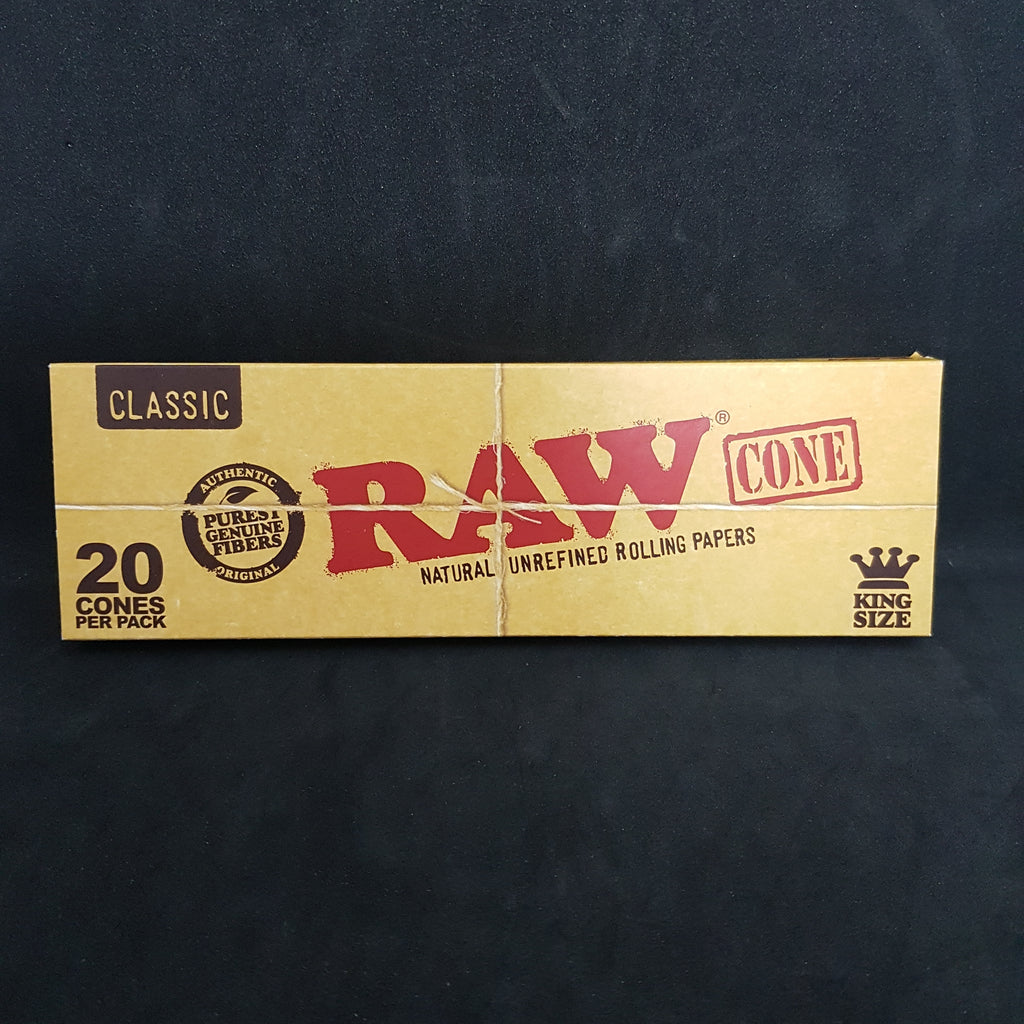 CLASSIC
AUTHENTIC
PUREST
GENUINE
FIBERS
ORIGINAL
RAW®
CONE
NATURAL UNREFINED ROLLING PAPERS
20
CONES
PER PACK
KING
SIZE